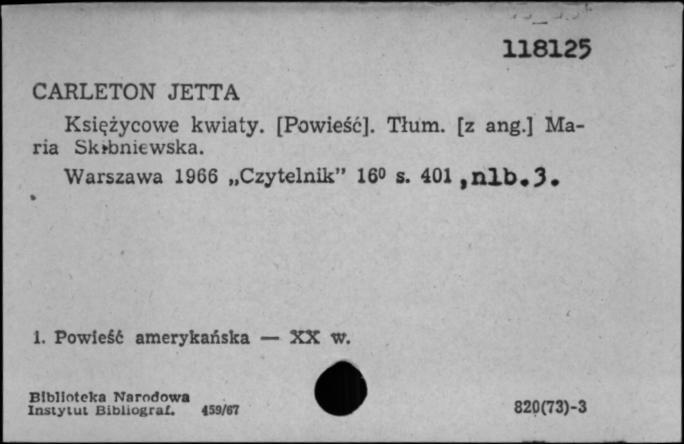 118125
CARLETON JETTA
Księżycowe kwiaty. [Powieść]. Tłum. [z ang.] Ma-
ria Skibniewska.
Warszawa 1966 „Czytelnik” 16⁰ s. 401, nlb. 3.
1. Powieść amerykańska — XX w.
Biblioteka Narodowa
Instytut Bibliograf. 459/67
820(73)-3